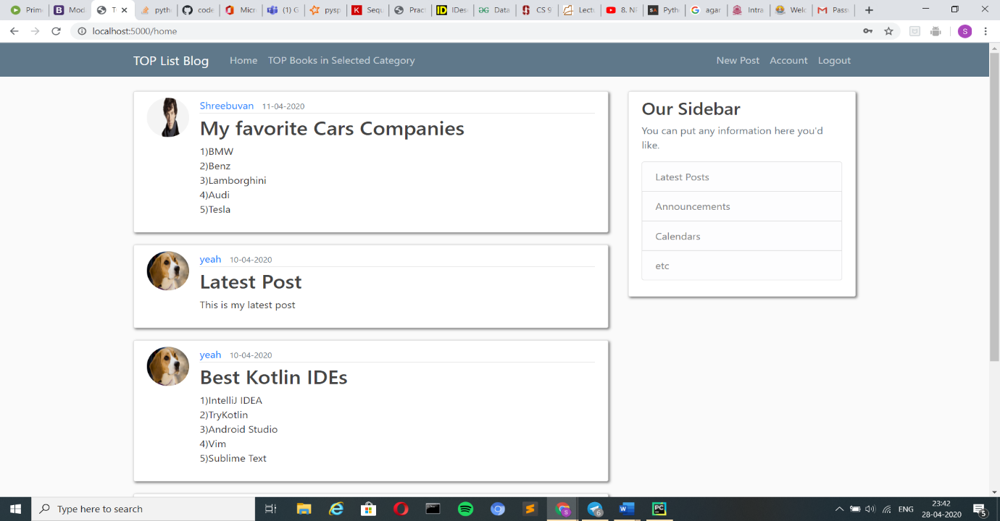 Prim
Mod
T
pyth
code
Micr
(1) G
pysp
Sequ
Prac
IDes
Data
CS 9
Lectu
8. NF
Pyth
agar
Intra
Welc
Pass
localhost:5000/home
TOP List Blog
Home
TOP Books in Selected Category
New Post
Account
Logout
Shreebuvan 11-04-2020
My favorite Cars Companies
1)BMW
2)Benz
3)Lamborghini
4)Audi
5)Tesla
yeah 10-04-2020
Latest Post
This is my latest post
yeah 10-04-2020
Best Kotlin IDEs
1)IntelliJ IDEA
2)TryKotlin
3)Android Studio
4)Vim
5)Sublime Text
Our Sidebar
You can put any information here you'd
like.
Latest Posts
Announcements
Calendars
etc
Type here to search
ENG
23:42
28-04-2020
5